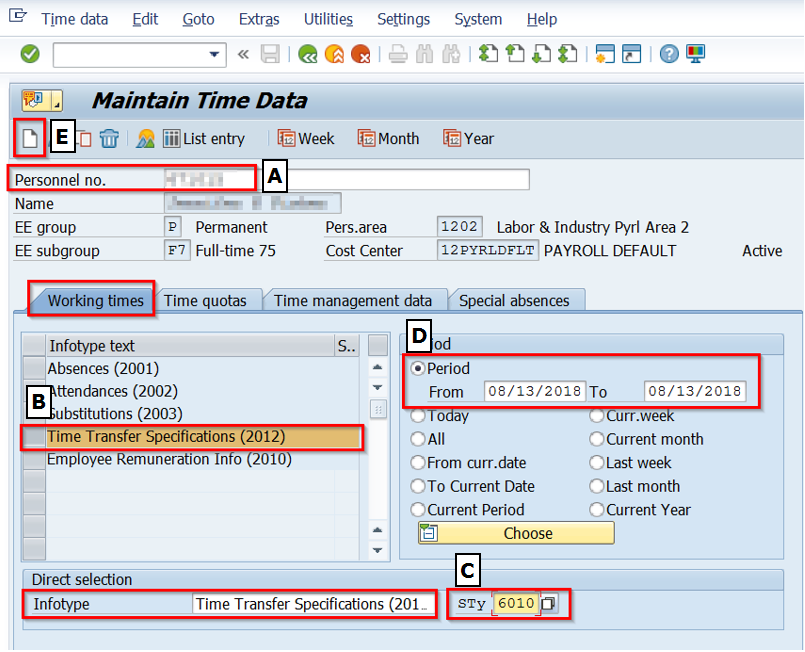 Time data Edit Goto Extras Utilities Settings System Help
Maintain Time Data
E List entry Week Month Year
Personnel no. A
Name
EE group P Permanent Pers.area 1202 Labor & Industry Pyrl Area 2
EE subgroup F7 Full-time 75 Cost Center 12PYRLDFLT PAYROLL DEFAULT Active
Working times Time quotas Time management data Special absences
D
Infotype text S..
Absences (2001) Period
Attendances (2002) From 08/13/2018 To 08/13/2018
B
Substitutions (2003) Today Curr.week
Time Transfer Specifications (2012) All Current month
Employee Remuneration Info (2010) From curr.date Last week
To Current Date Last month
Current Period Current Year
Choose
C
Direct selection
Infotype Time Transfer Specifications (201.. STy 6010